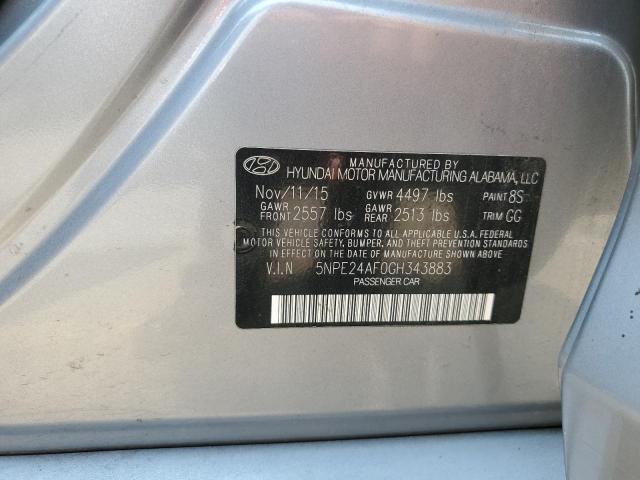 MANUFACTURED BY
HYUNDAI MOTOR MANUFACTURING ALABAMA, LLC
Nov/11/15 GVWR 4497 lbs PAINT 8S
GAWR FRONT 2557 lbs GAWR REAR 2513 lbs TRIM GG
THIS VEHICLE CONFORMS TO ALL APPLICABLE U.S.A FEDERAL
MOTOR VEHICLE SAFETY, BUMPER, AND THEFT PREVENTION STANDARDS
IN EFFECT ON THE DATE OF MANUFACTURE SHOWN ABOVE
V.I.N 5NPE24AF0GH343883
PASSENGER CAR